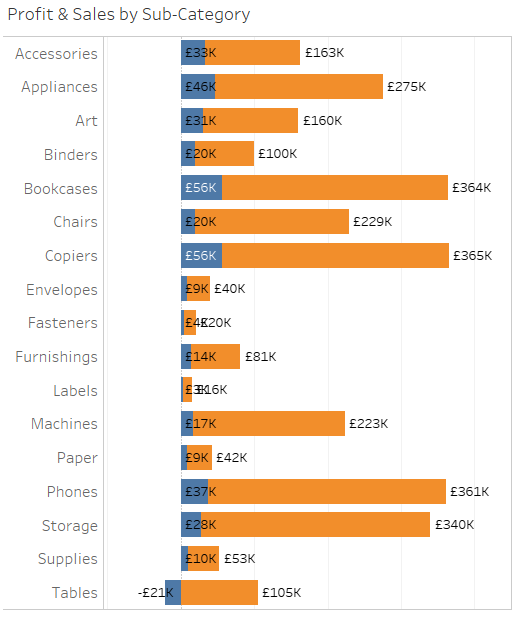 Profit & Sales by Sub-Category
Accessories £33K £163K
Appliances £46K £275K
Art £31K £160K
Binders £20K £100K
Bookcases £56K £364K
Chairs £20K £229K
Copiers £56K £365K
Envelopes £9K £40K
Fasteners £4K £20K
Furnishings £14K £81K
Labels £3K £16K
Machines £17K £223K
Paper £9K £42K
Phones £37K £361K
Storage £28K £340K
Supplies £10K £53K
Tables -£21K £105K